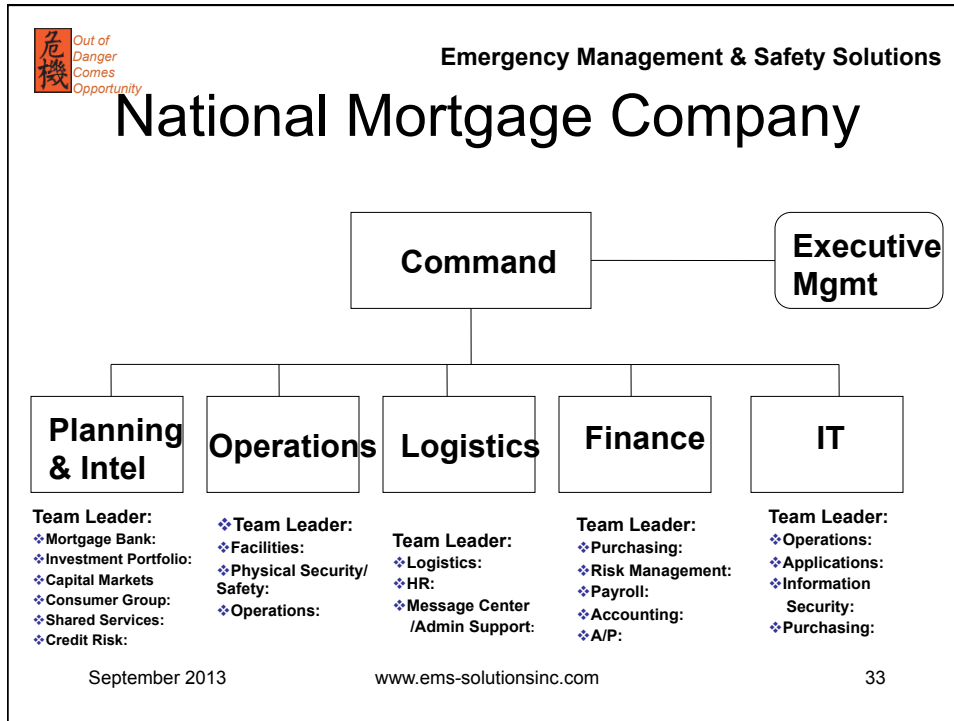 危機
Out of
Danger
Comes
Opportunity
Emergency Management & Safety Solutions
National Mortgage Company
Command
Executive
Mgmt
Planning
& Intel
Operations
Logistics
Finance
IT
Team Leader:
❖Mortgage Bank:
❖Investment Portfolio:
❖Capital Markets
❖Consumer Group:
❖Shared Services:
❖Credit Risk:
❖Team Leader:
❖Facilities:
❖Physical Security/
Safety:
❖Operations:
Team Leader:
❖Logistics:
❖HR:
❖Message Center
/Admin Support:
Team Leader:
❖Purchasing:
❖Risk Management:
❖Payroll:
❖Accounting:
❖A/P:
Team Leader:
❖Operations:
❖Applications:
❖Information
Security:
❖Purchasing:
September 2013
www.ems-solutionsinc.com
33